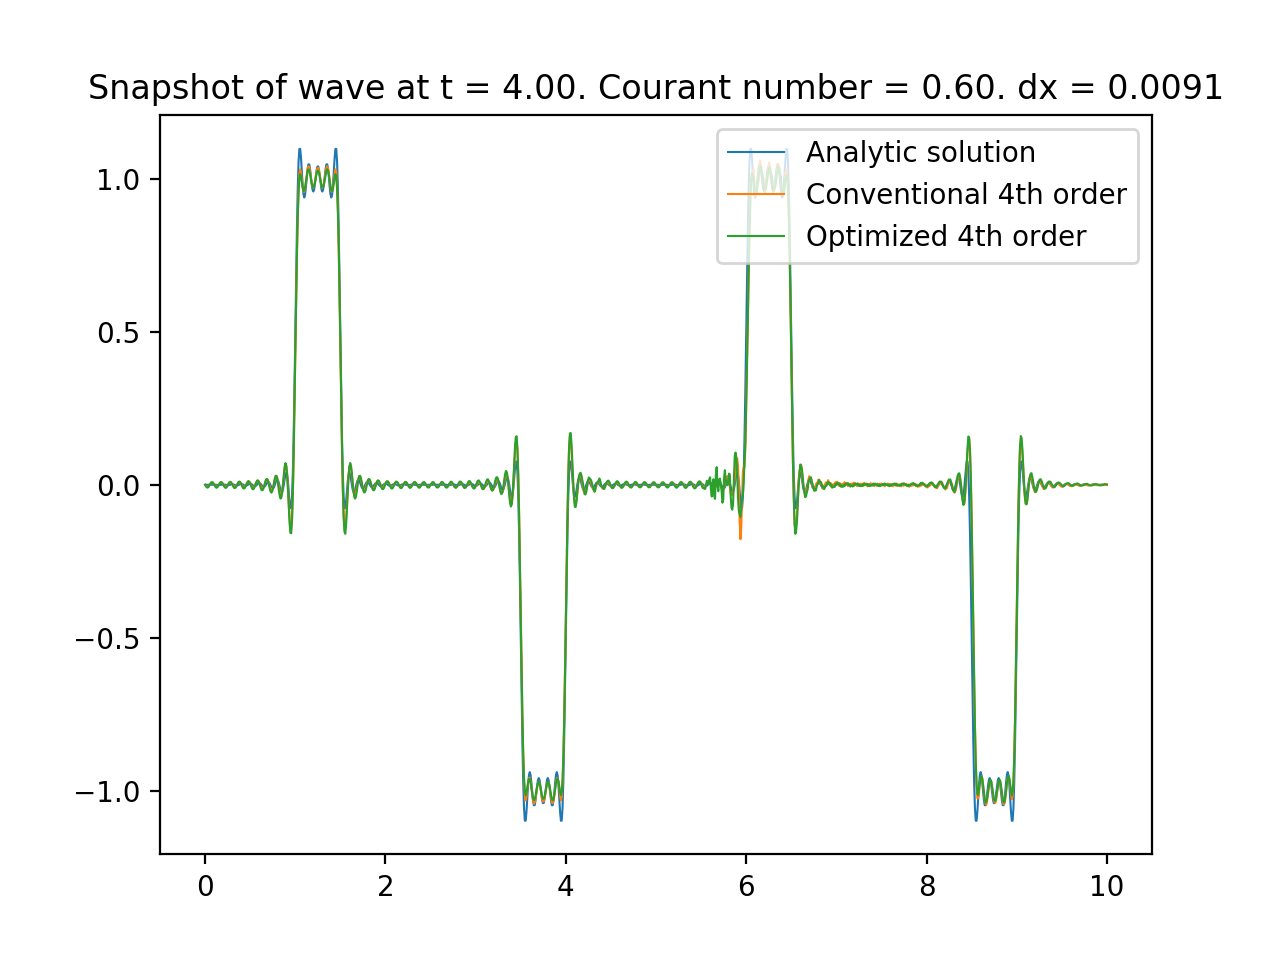 Snapshot of wave at t = 4.00. Courant number = 0.60. dx = 0.0091
Analytic solution
Conventional 4th order
Optimized 4th order
1.0
0.5
0.0
−0.5
−1.0
0 2 4 6 8 10